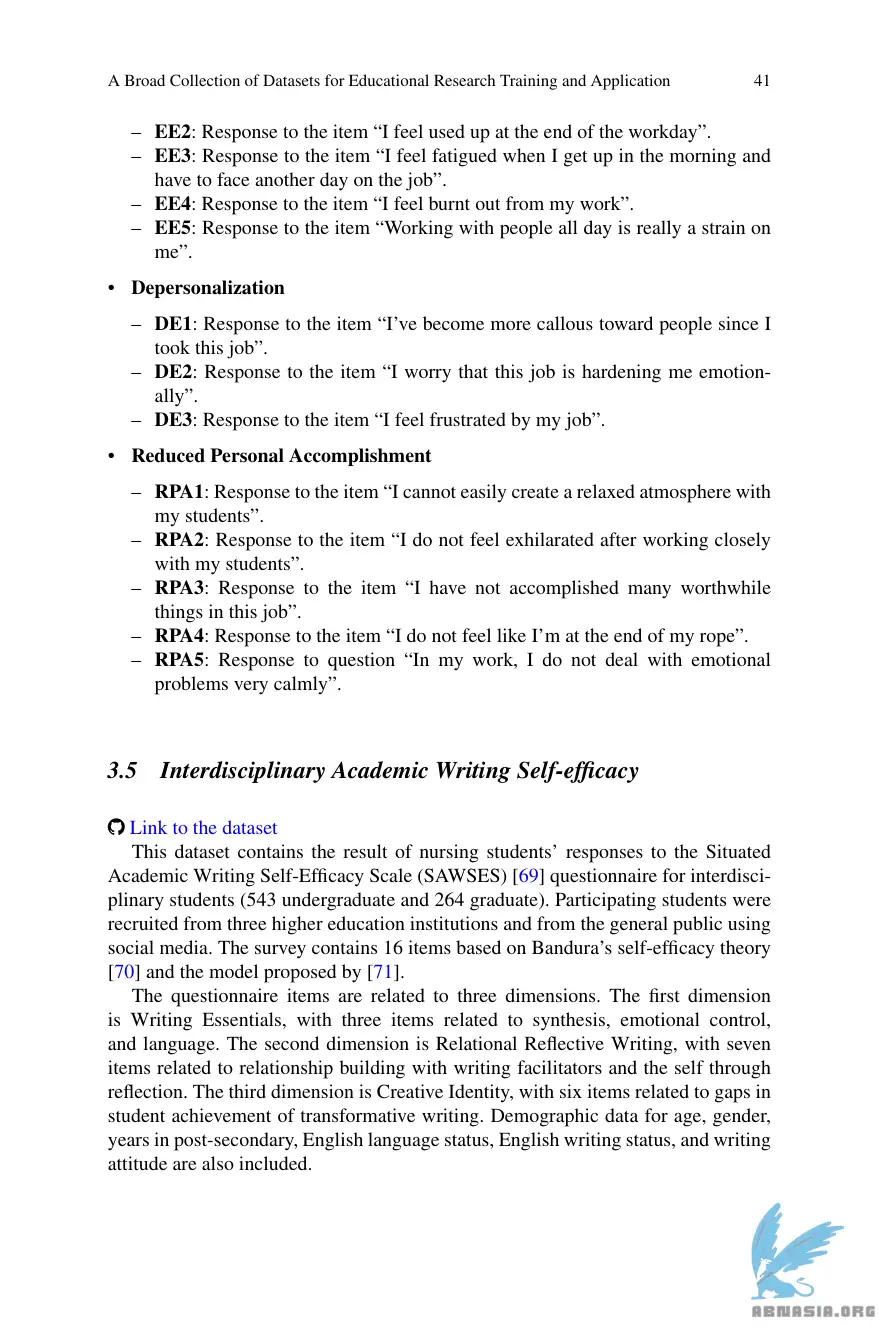 A Broad Collection of Datasets for Educational Research Training and Application 41
– EE2: Response to the item “I feel used up at the end of the workday”.
– EE3: Response to the item “I feel fatigued when I get up in the morning and
have to face another day on the job”.
– EE4: Response to the item “I feel burnt out from my work”.
– EE5: Response to the item “Working with people all day is really a strain on
me”.
• Depersonalization
– DE1: Response to the item “I’ve become more callous toward people since I
took this job”.
– DE2: Response to the item “I worry that this job is hardening me emotion-
ally”.
– DE3: Response to the item “I feel frustrated by my job”.
• Reduced Personal Accomplishment
– RPA1: Response to the item “I cannot easily create a relaxed atmosphere with
my students”.
– RPA2: Response to the item “I do not feel exhilarated after working closely
with my students”.
– RPA3: Response to the item “I have not accomplished many worthwhile
things in this job”.
– RPA4: Response to the item “I do not feel like I’m at the end of my rope”.
– RPA5: Response to question “In my work, I do not deal with emotional
problems very calmly”.
3.5 Interdisciplinary Academic Writing Self-efficacy
Link to the dataset
This dataset contains the result of nursing students’ responses to the Situated
Academic Writing Self-Efficacy Scale (SAWSES) [69] questionnaire for interdisci-
plinary students (543 undergraduate and 264 graduate). Participating students were
recruited from three higher education institutions and from the general public using
social media. The survey contains 16 items based on Bandura’s self-efficacy theory
[70] and the model proposed by [71].
The questionnaire items are related to three dimensions. The first dimension
is Writing Essentials, with three items related to synthesis, emotional control,
and language. The second dimension is Relational Reflective Writing, with seven
items related to relationship building with writing facilitators and the self through
reflection. The third dimension is Creative Identity, with six items related to gaps in
student achievement of transformative writing. Demographic data for age, gender,
years in post-secondary, English language status, English writing status, and writing
attitude are also included.
ABNASIA.ORG